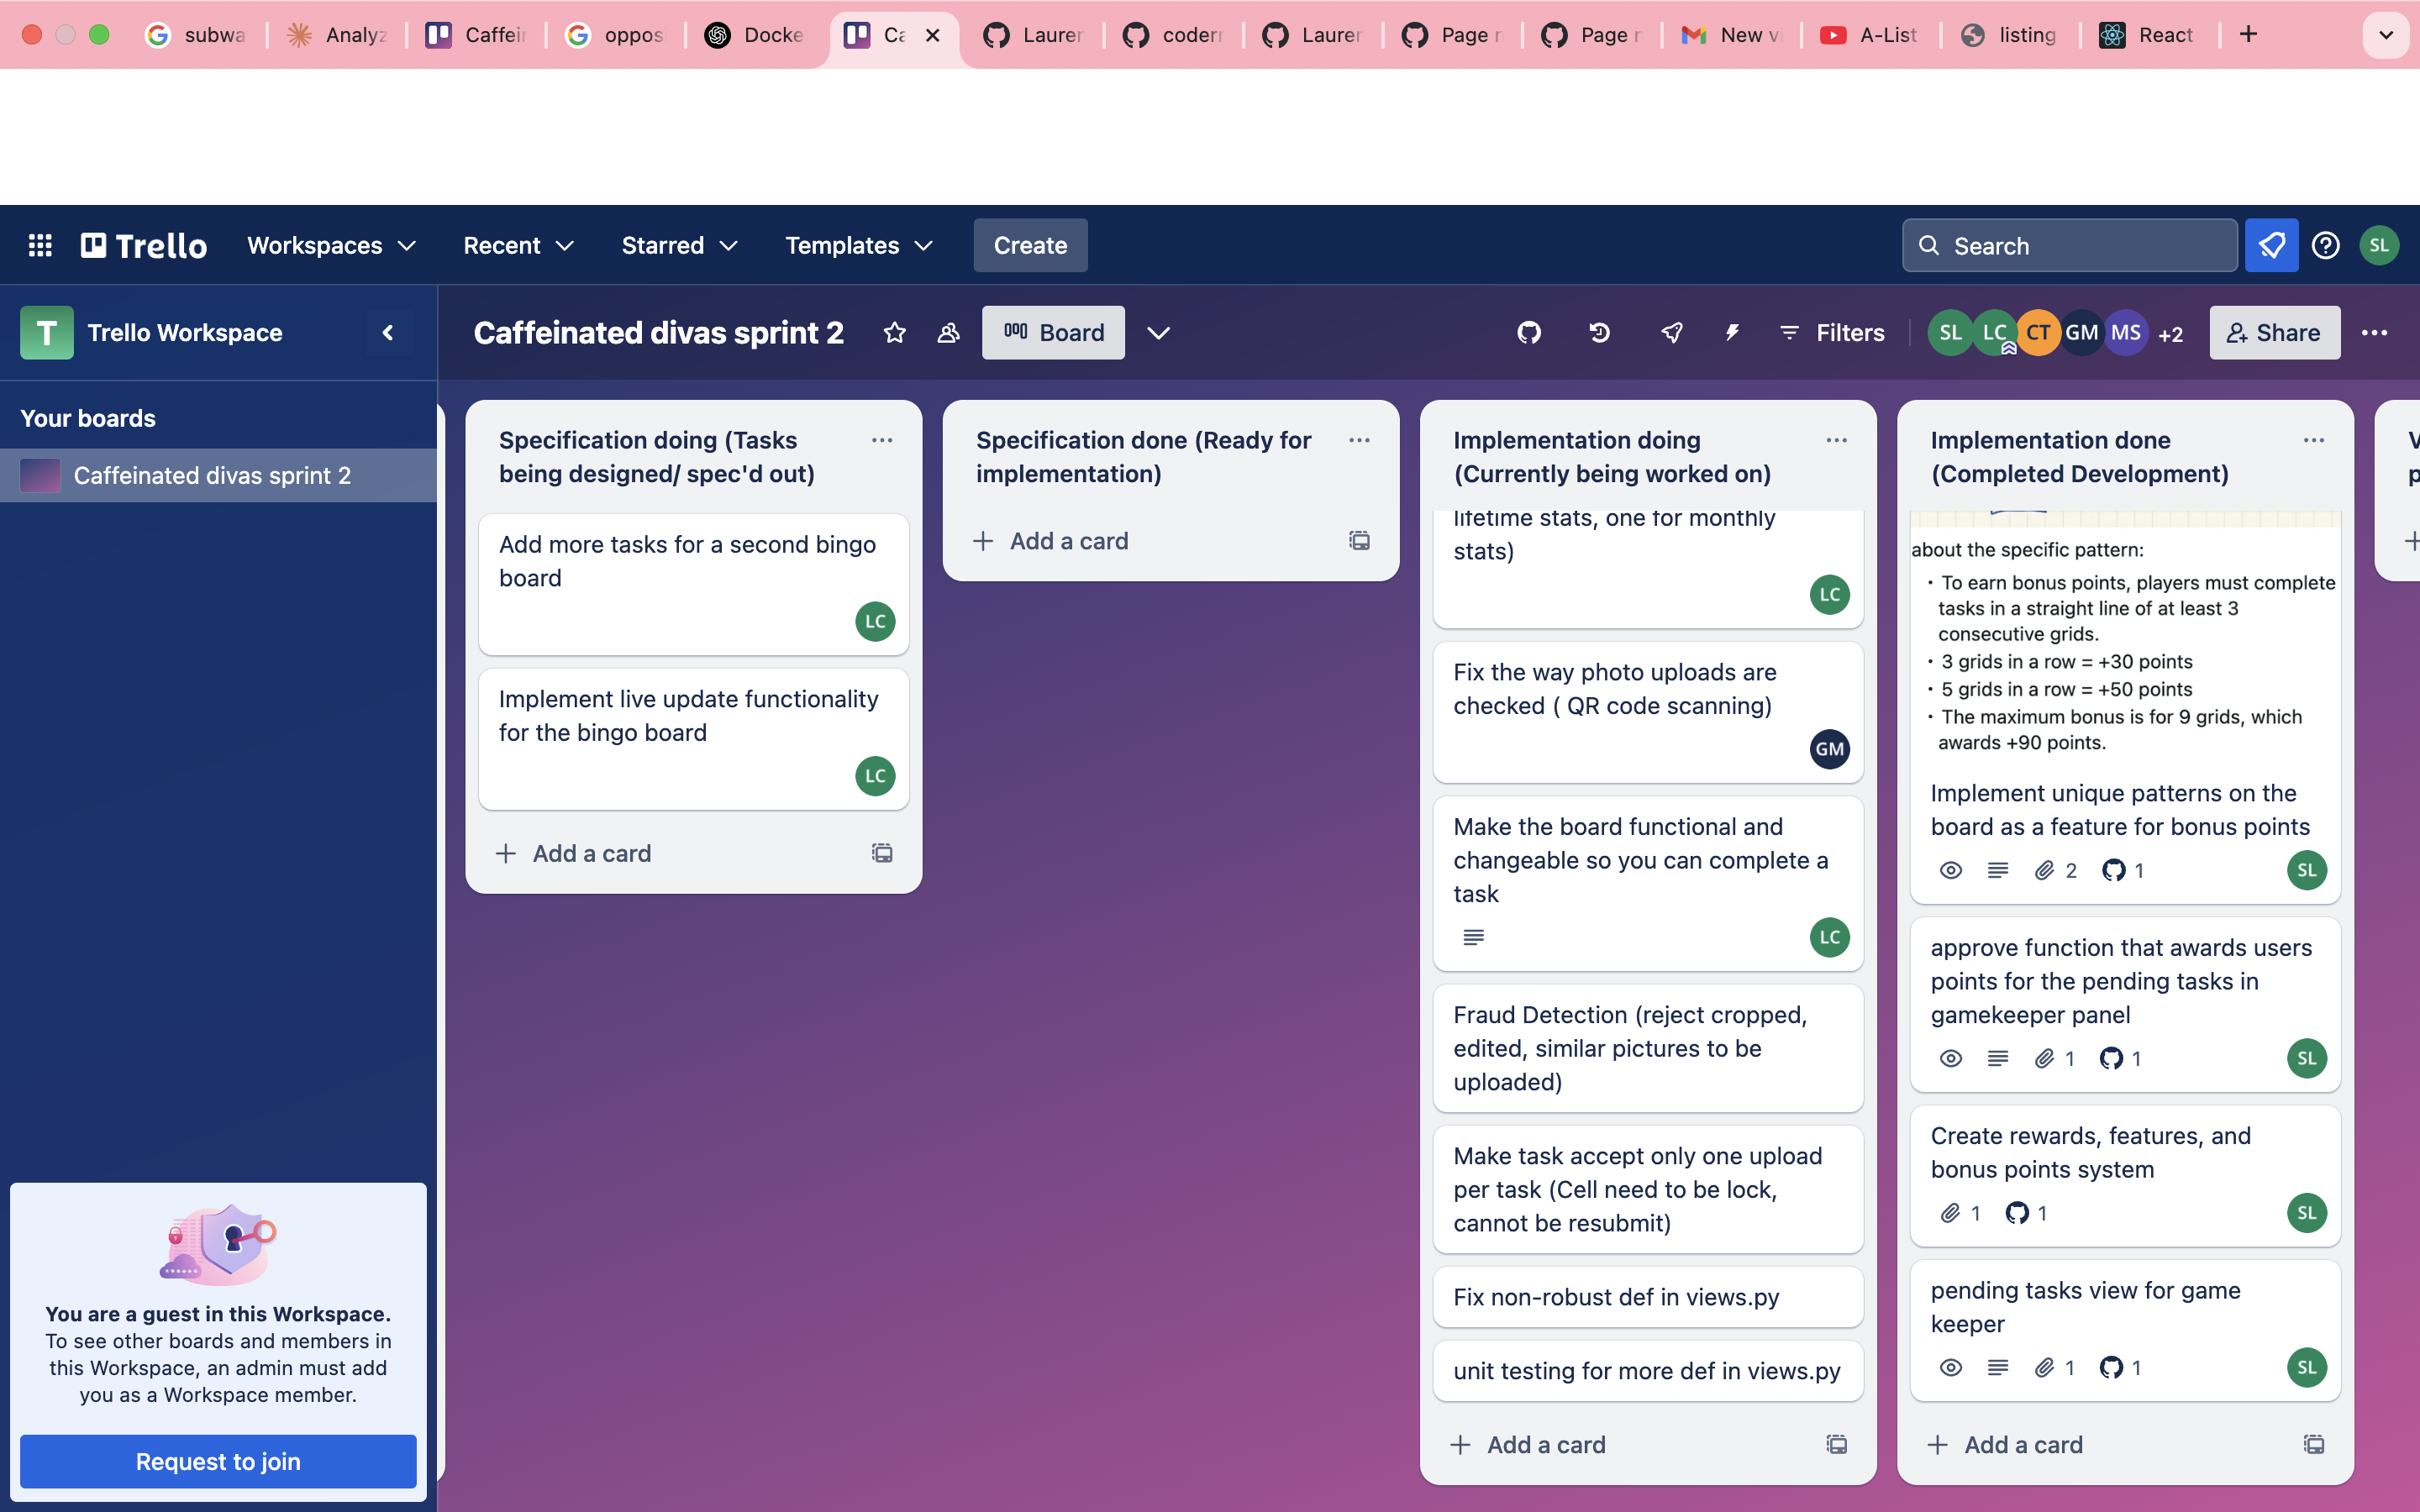 subwa
Analyz
Caffein
oppos
Docke
Ca
Lauren
codern
Lauren
Page n
Page n
New vi
A-List
listing
React
Trello
Workspaces
Recent
Starred
Templates
Create
Search
SL
T
Trello Workspace
Caffeinated divas sprint 2
Board
Filters
SL
LC
CT
GM
MS
+2
Share
Your boards
Caffeinated divas sprint 2
You are a guest in this Workspace.
To see other boards and members in
this Workspace, an admin must add
you as a Workspace member.
Request to join
Specification doing (Tasks
being designed/ spec'd out)
Add more tasks for a second bingo
board
LC
Implement live update functionality
for the bingo board
LC
Add a card
Specification done (Ready for
implementation)
Add a card
Implementation doing
(Currently being worked on)
lifetime stats, one for monthly
stats)
LC
Fix the way photo uploads are
checked ( QR code scanning)
GM
Make the board functional and
changeable so you can complete a
task
LC
Fraud Detection (reject cropped,
edited, similar pictures to be
uploaded)
Make task accept only one upload
per task (Cell need to be lock,
cannot be resubmit)
Fix non-robust def in views.py
unit testing for more def in views.py
Add a card
Implementation done
(Completed Development)
about the specific pattern:
• To earn bonus points, players must complete
tasks in a straight line of at least 3
consecutive grids.
• 3 grids in a row = +30 points
• 5 grids in a row = +50 points
• The maximum bonus is for 9 grids, which
awards +90 points.
Implement unique patterns on the
board as a feature for bonus points
2
1
SL
approve function that awards users
points for the pending tasks in
gamekeeper panel
1
1
SL
Create rewards, features, and
bonus points system
1
1
SL
pending tasks view for game
keeper
1
1
SL
Add a card